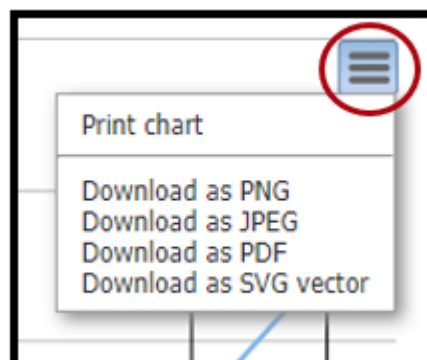 Print chart
Download as PNG
Download as JPEG
Download as PDF
Download as SVG vector